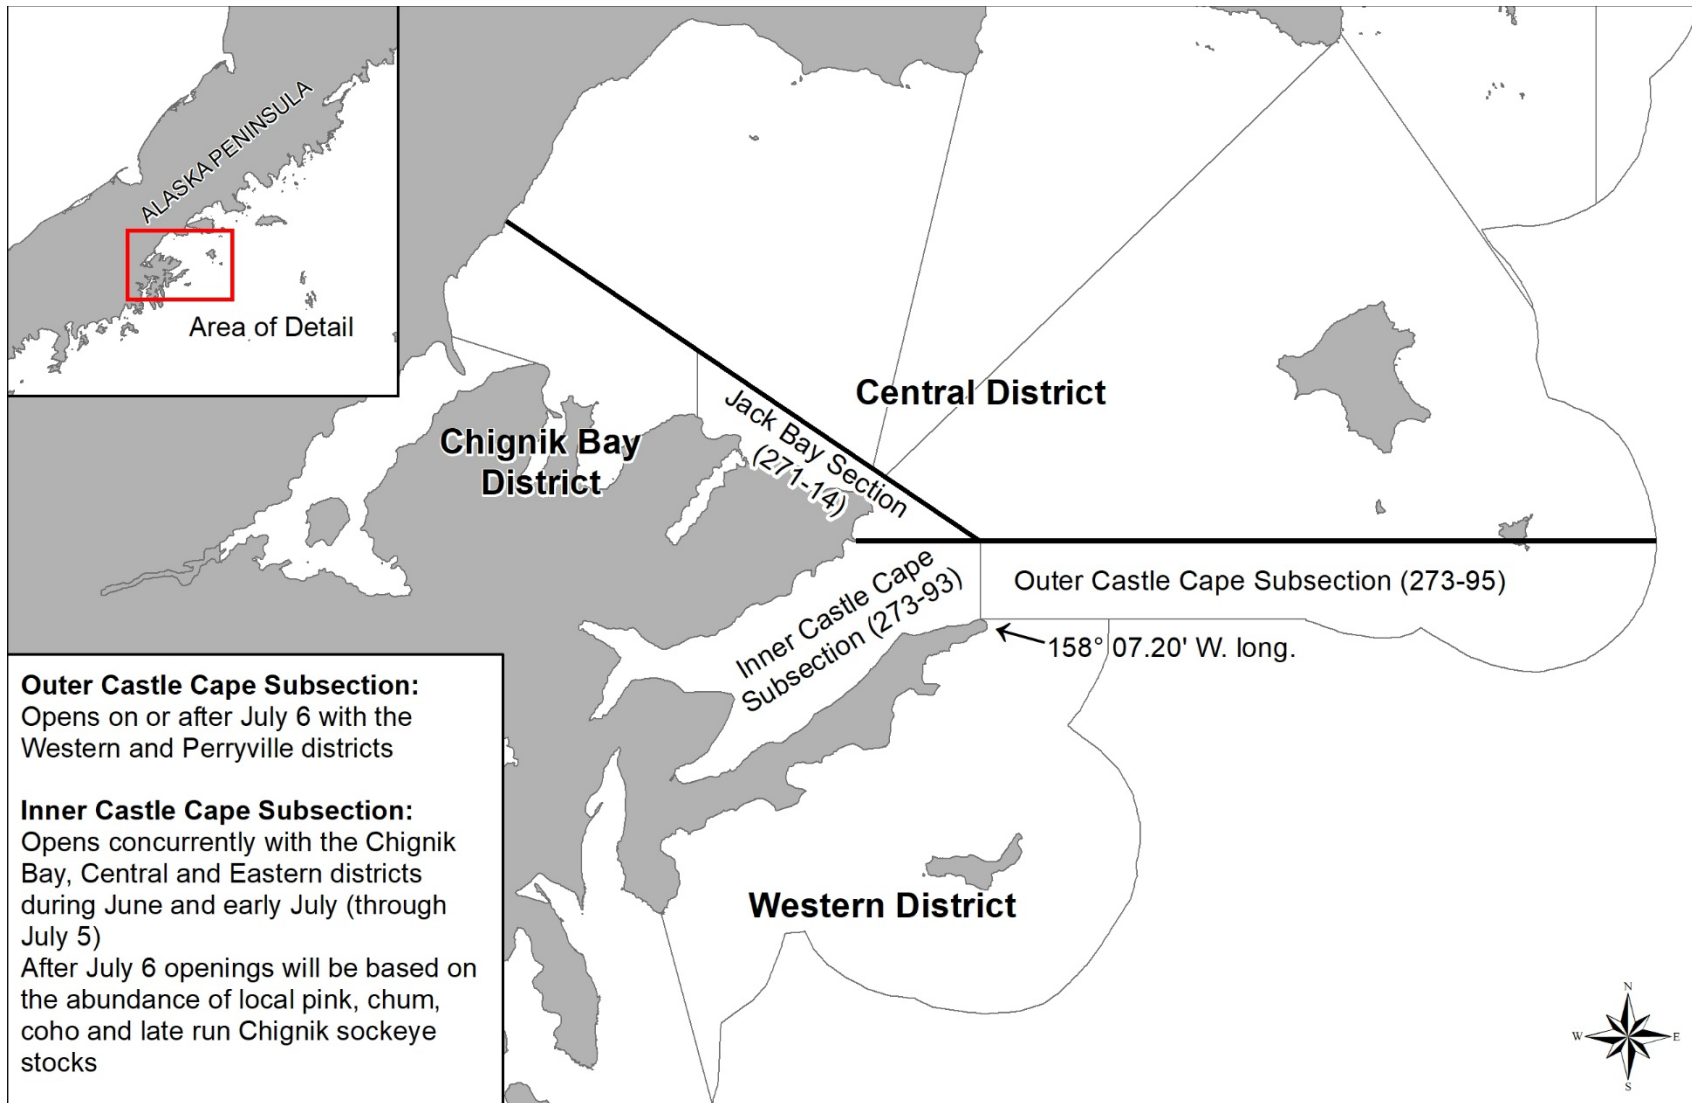 ALASKA PENINSULA
Area of Detail
Central District
Jack Bay Section
(271-14)
Chignik Bay
District
Inner Castle Cape
Subsection (273-93)
Outer Castle Cape Subsection (273-95)
158° 07.20' W. long.
Western District
Outer Castle Cape Subsection:
Opens on or after July 6 with the
Western and Perryville districts
Inner Castle Cape Subsection:
Opens concurrently with the Chignik
Bay, Central and Eastern districts
during June and early July (through
July 5)
After July 6 openings will be based on
the abundance of local pink, chum,
coho and late run Chignik sockeye
stocks
N
W
E
S